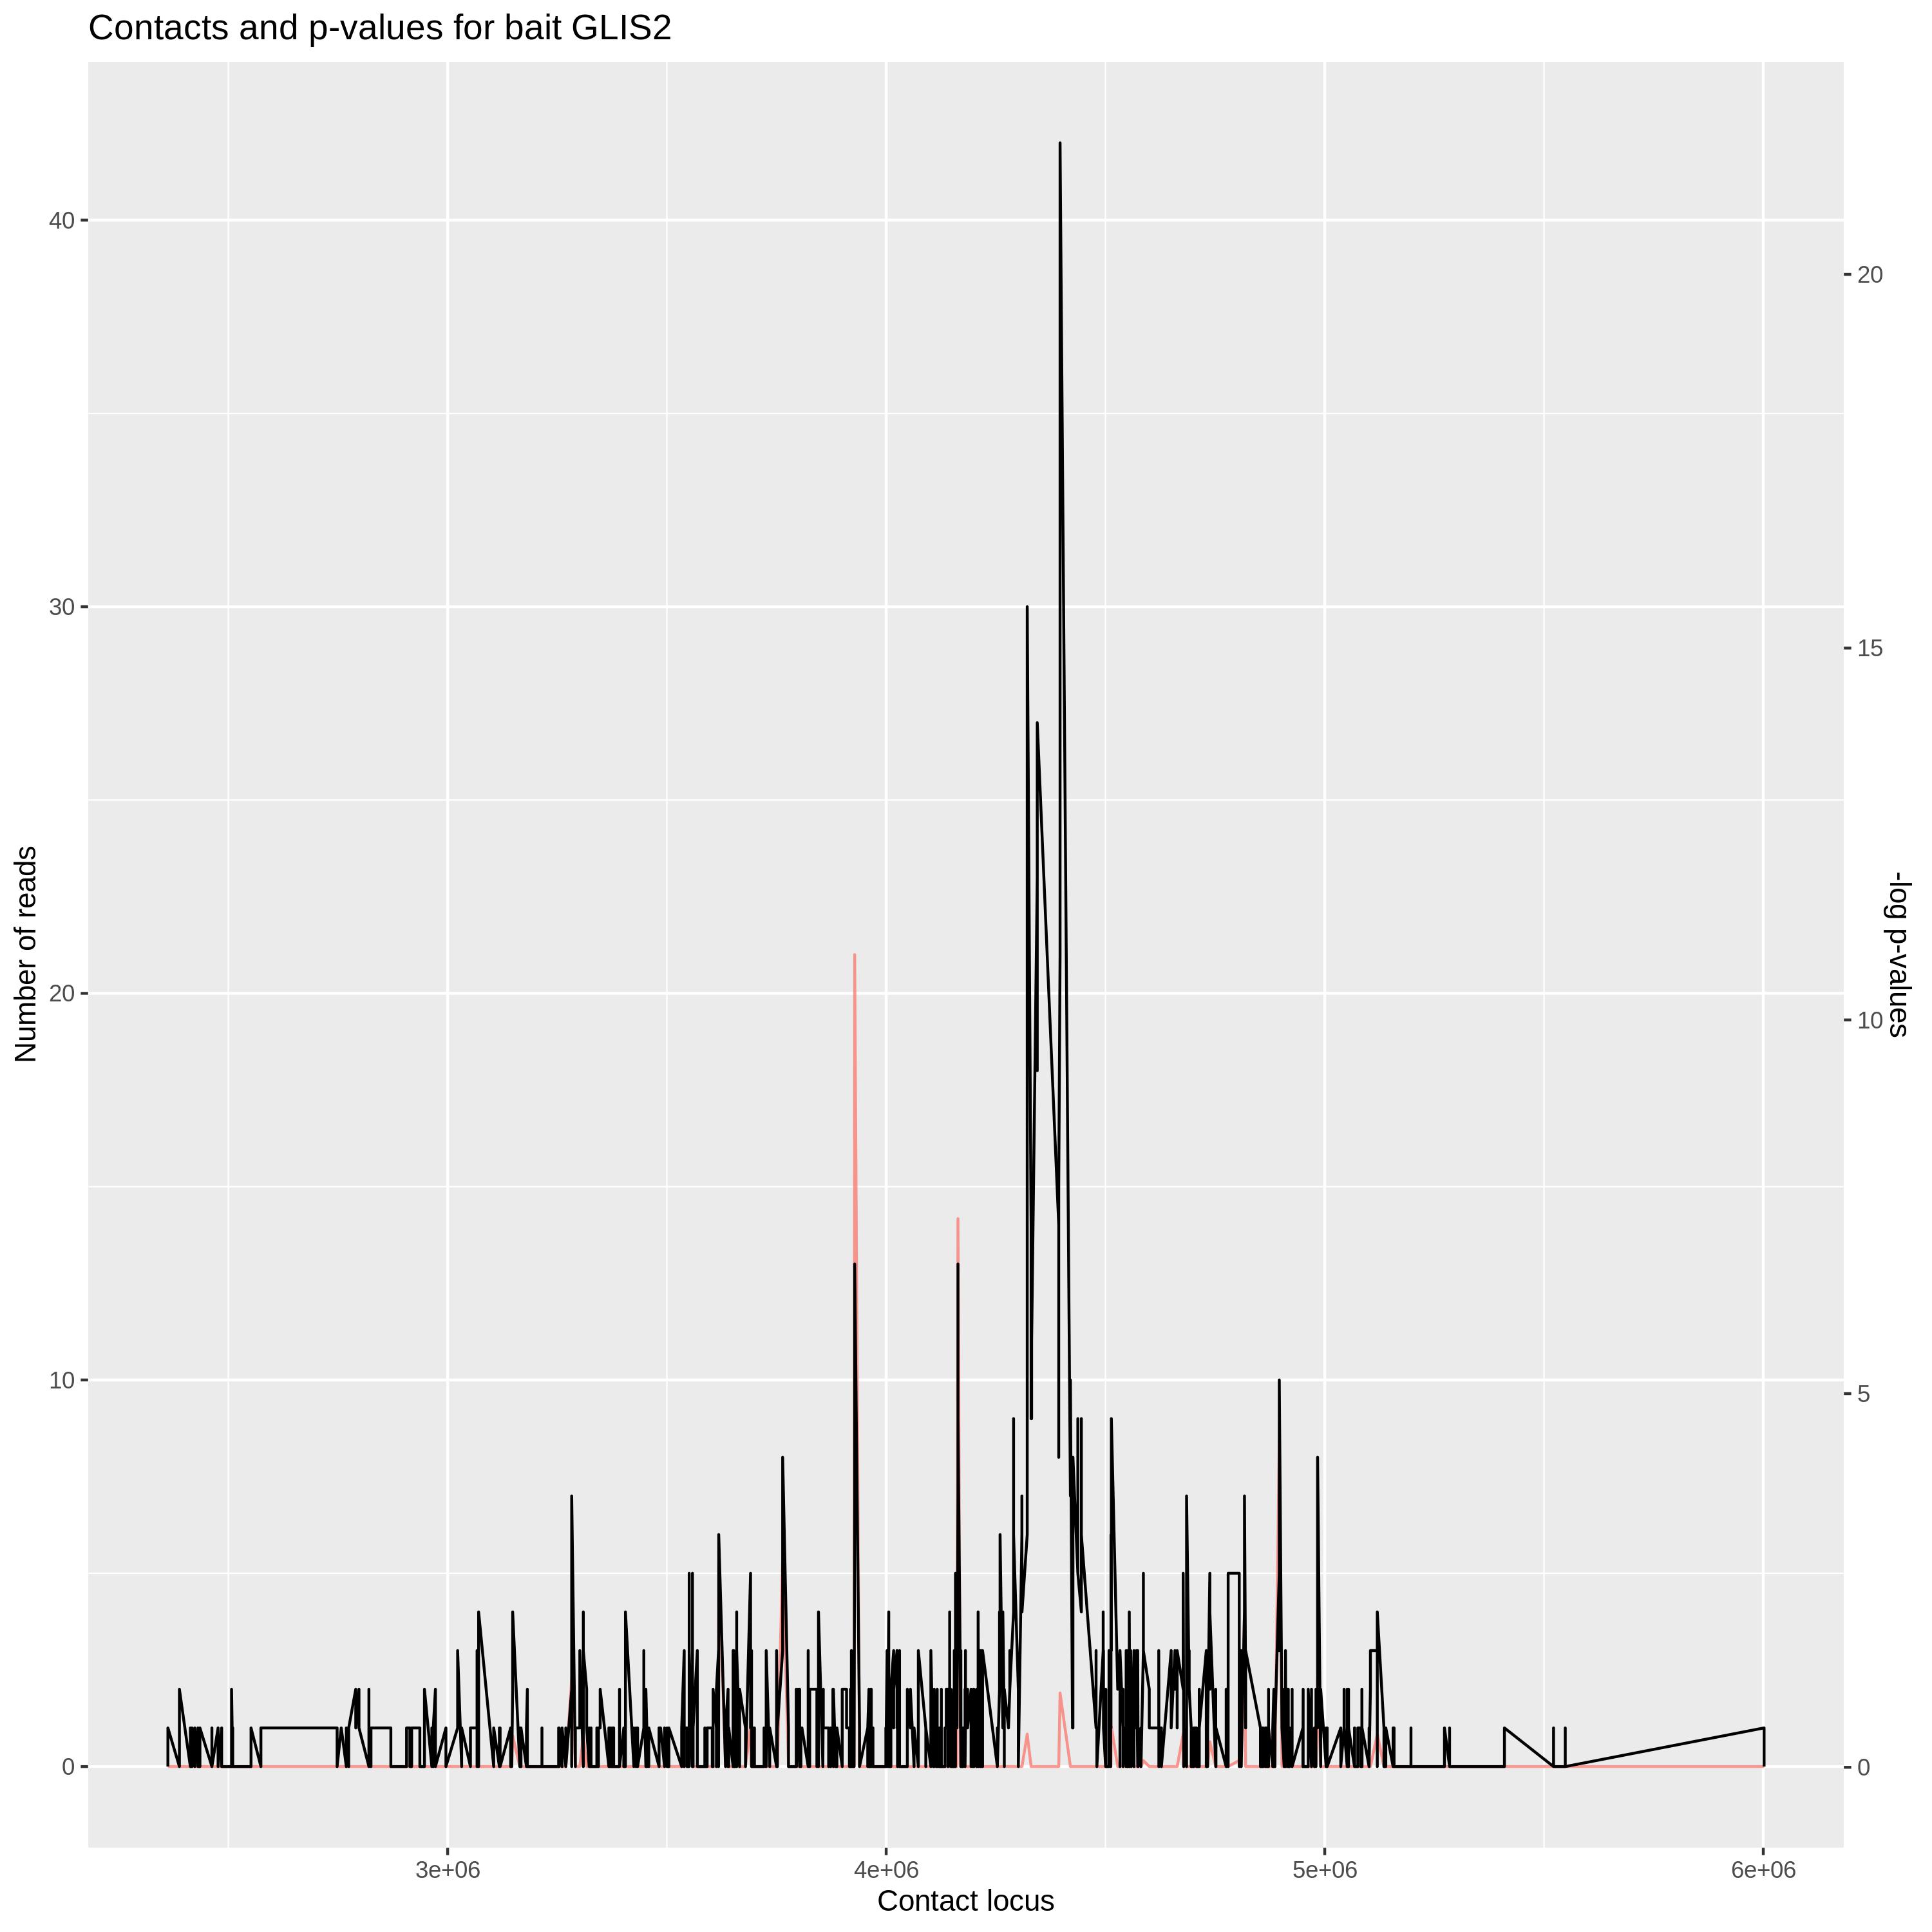 Contacts and p-values for bait GLIS2
40
30
20
10
0
Number of reads
20
15
10
5
0
-log p-values
3e+06
4e+06
5e+06
6e+06
Contact locus